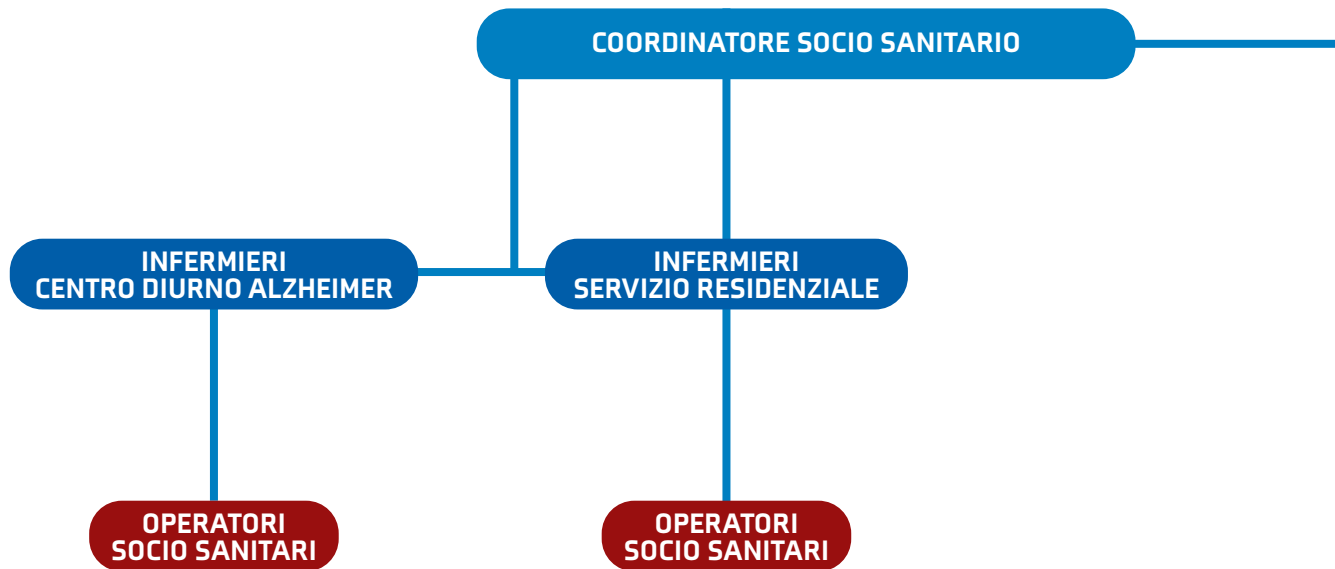 COORDINATORE SOCIO SANITARIO
INFERMIERI
CENTRO DIURNO ALZHEIMER
INFERMIERI
SERVIZIO RESIDENZIALE
OPERATORI
SOCIO SANITARI
OPERATORI
SOCIO SANITARI